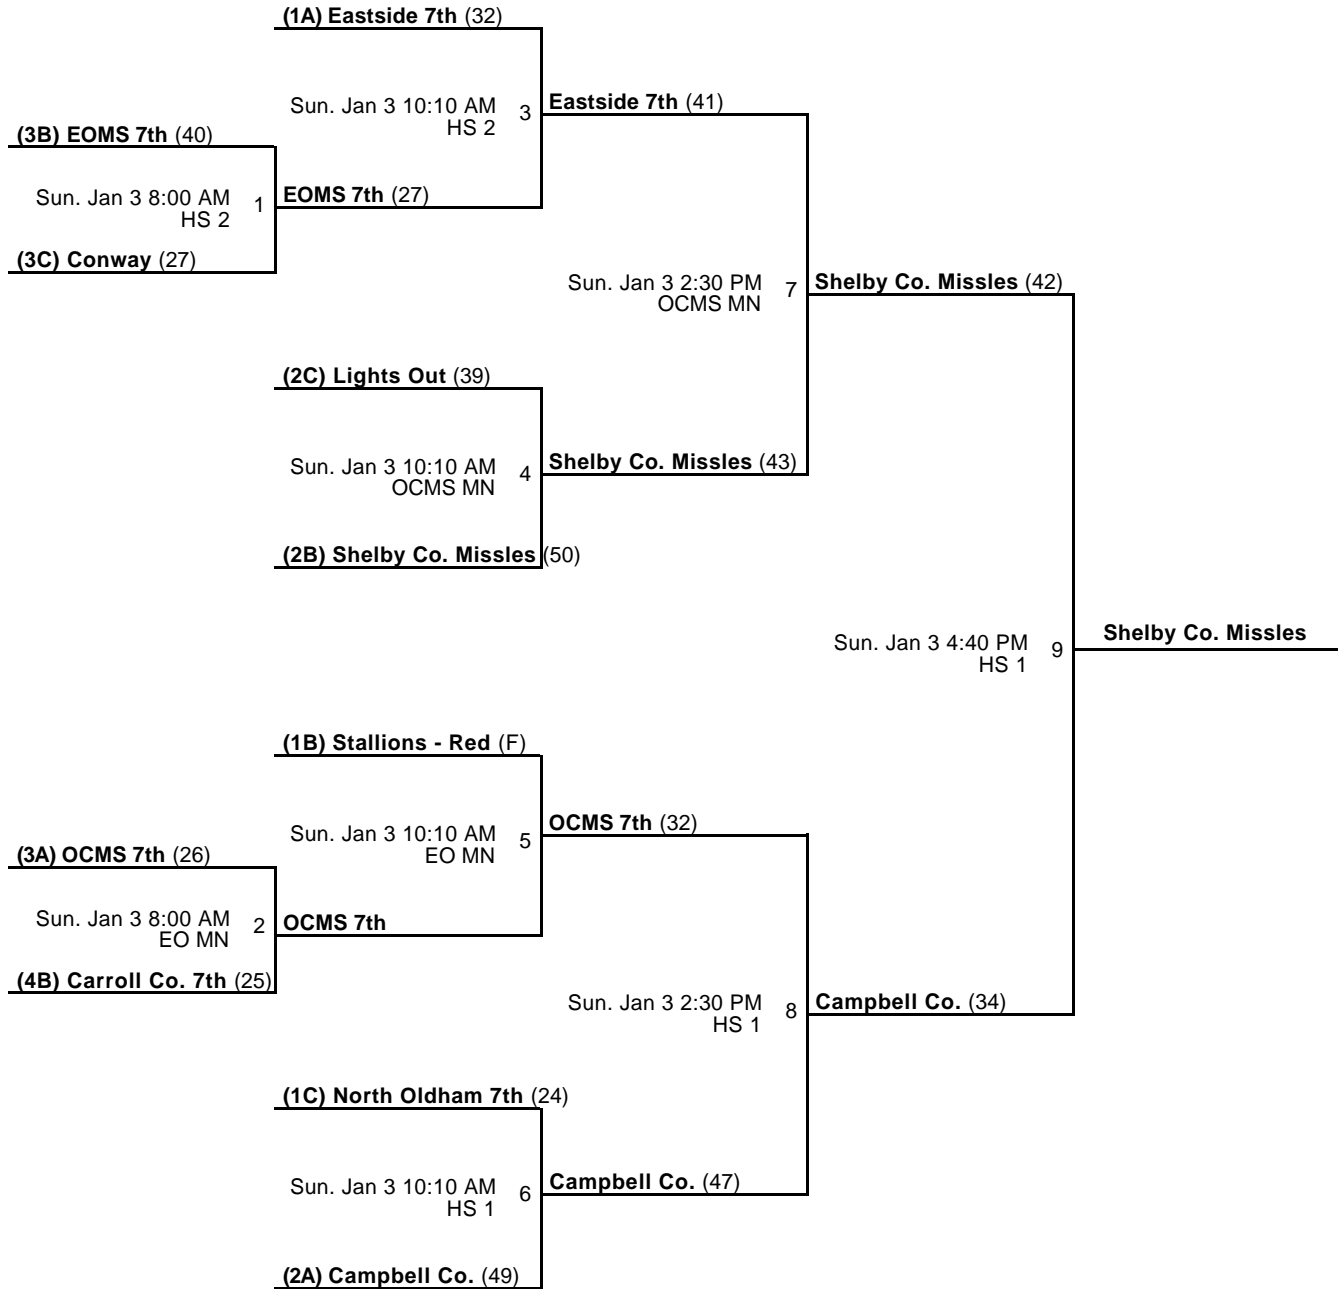 (1A) Eastside 7th (32)
Sun. Jan 3 10:10 AM
HS 2
3
Eastside 7th (41)
(3B) EOMS 7th (40)
Sun. Jan 3 8:00 AM
HS 2
1
EOMS 7th (27)
(3C) Conway (27)
Sun. Jan 3 2:30 PM
OCMS MN
7
Shelby Co. Missles (42)
(2C) Lights Out (39)
Sun. Jan 3 10:10 AM
OCMS MN
4
Shelby Co. Missles (43)
(2B) Shelby Co. Missles (50)
Sun. Jan 3 4:40 PM
HS 1
9
Shelby Co. Missles
(1B) Stallions - Red (F)
Sun. Jan 3 10:10 AM
EO MN
5
OCMS 7th (32)
(3A) OCMS 7th (26)
Sun. Jan 3 8:00 AM
EO MN
2
OCMS 7th
(4B) Carroll Co. 7th (25)
Sun. Jan 3 2:30 PM
HS 1
8
Campbell Co. (34)
(1C) North Oldham 7th (24)
Sun. Jan 3 10:10 AM
HS 1
6
Campbell Co. (47)
(2A) Campbell Co. (49)